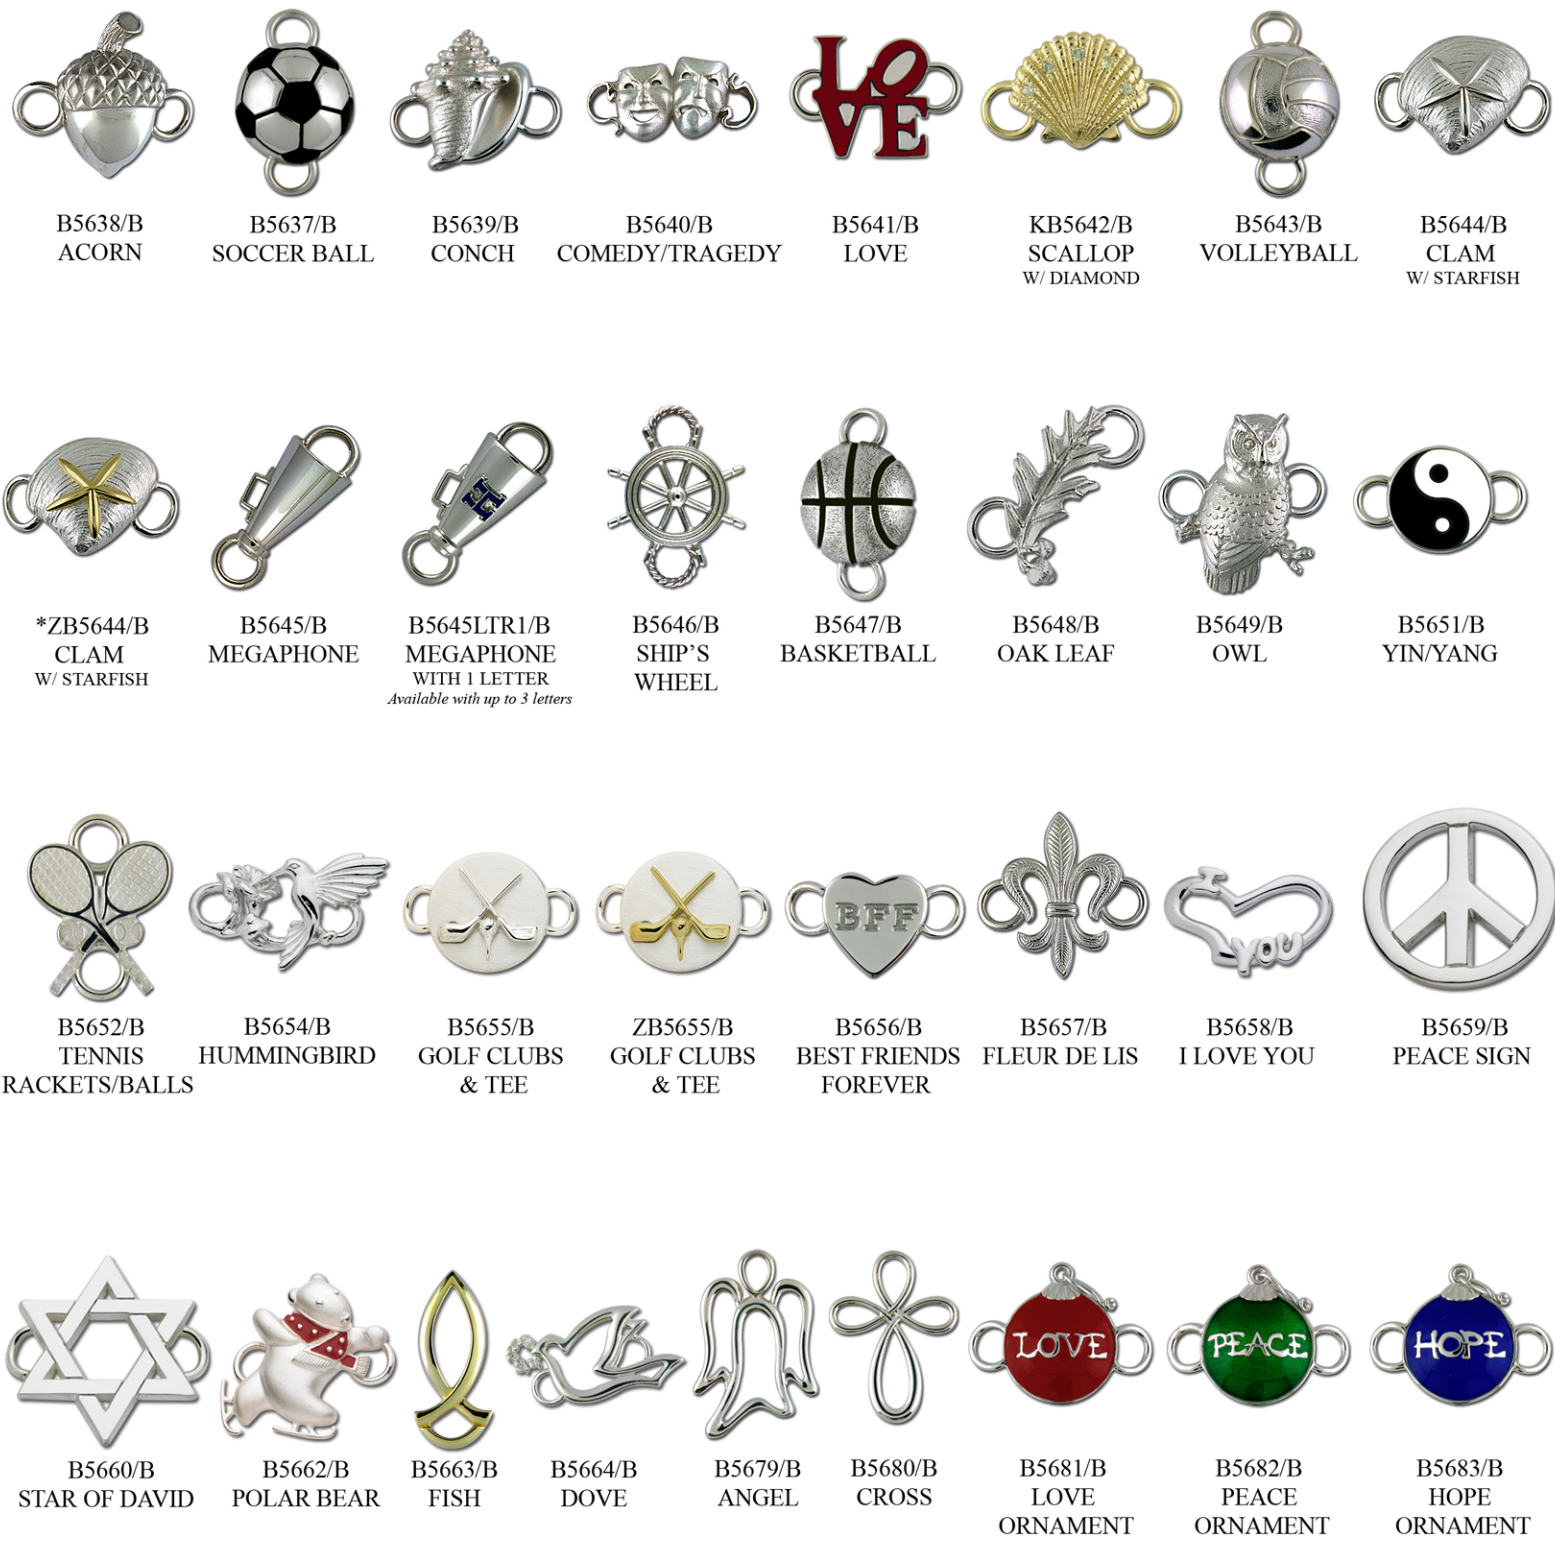 LOVE
B5638/B
ACORN
B5637/B
SOCCER BALL
B5639/B
CONCH
B5640/B
COMEDY/TRAGEDY
B5641/B
LOVE
KB5642/B
SCALLOP
W/ DIAMOND
B5643/B
VOLLEYBALL
B5644/B
CLAM
W/ STARFISH
*ZB5644/B
CLAM
W/ STARFISH
B5645/B
MEGAPHONE
B5645LTR1/B
MEGAPHONE
WITH 1 LETTER
Available with up to 3 letters
B5646/B
SHIP'S
WHEEL
B5647/B
BASKETBALL
B5648/B
OAK LEAF
B5649/B
OWL
B5651/B
YIN/YANG
BFF
I
YOU
B5652/B
TENNIS
RACKETS/BALLS
B5654/B
HUMMINGBIRD
B5655/B
GOLF CLUBS
& TEE
ZB5655/B
GOLF CLUBS
& TEE
B5656/B
BEST FRIENDS
FOREVER
B5657/B
FLEUR DE LIS
B5658/B
I LOVE YOU
B5659/B
PEACE SIGN
LOVE
PEACE
HOPE
B5660/B
STAR OF DAVID
B5662/B
POLAR BEAR
B5663/B
FISH
B5664/B
DOVE
B5679/B
ANGEL
B5680/B
CROSS
B5681/B
LOVE
ORNAMENT
B5682/B
PEACE
ORNAMENT
B5683/B
HOPE
ORNAMENT